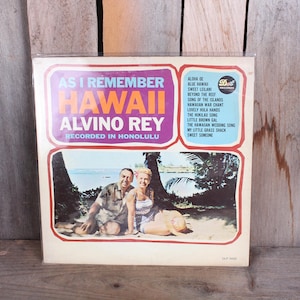 AS I REMEMBER
HAWAII
ALVINO REY
RECORDED IN HONOLULU
ALOHA OE
BLUE HAWAII
SWEET LEILANI
BEYOND THE REEF
SONG OF THE ISLANDS
HAWAIIAN WAR CHANT
LOVELY HULA HANDS
THE HUKILAU SONG
LITTLE BROWN GAL
THE HAWAIIAN WEDDING SONG
MY LITTLE GRASS SHACK
SWEET SOMEONE